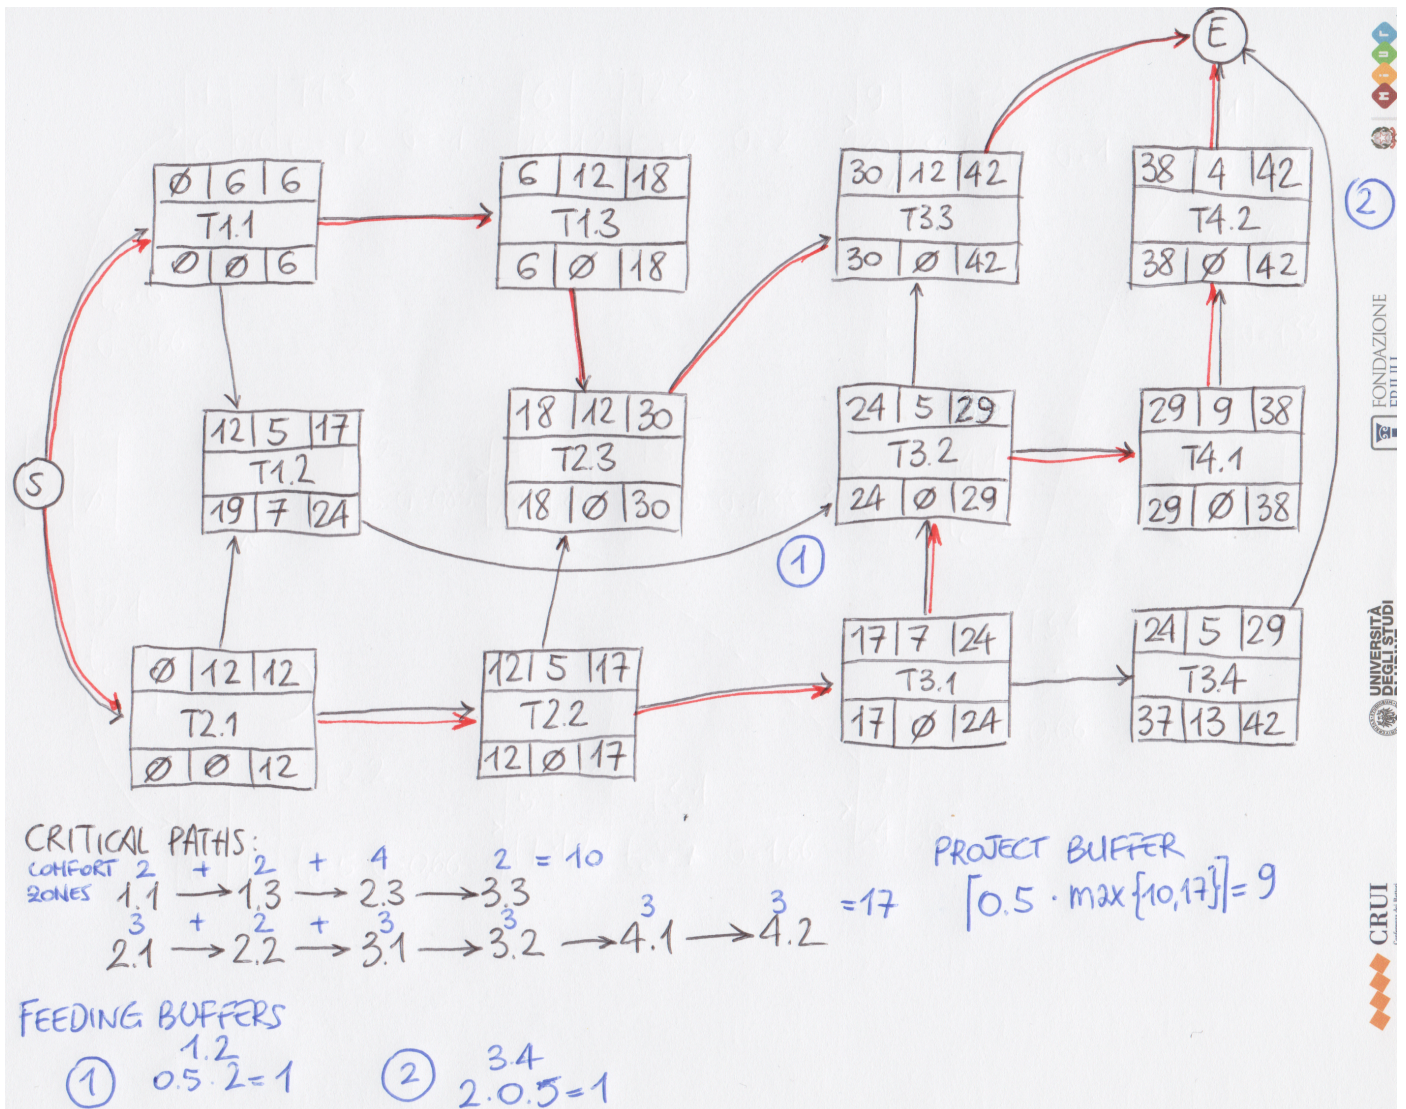 E
MIUR
Ø 6 6
T1.1
Ø Ø 6
6 12 18
T1.3
6 Ø 18
30 12 42
T3.3
30 Ø 42
38 4 42
T4.2
38 Ø 42
2
FONDAZIONE
FRIULI
12 5 17
T1.2
19 7 24
18 12 30
T2.3
18 Ø 30
24 5 29
T3.2
24 Ø 29
29 9 38
T4.1
29 Ø 38
S
1
Ø 12 12
T2.1
Ø Ø 12
12 5 17
T2.2
12 Ø 17
17 7 24
T3.1
17 Ø 24
24 5 29
T3.4
37 13 42
UNIVERSITÀ
DEGLI STUDI
CRITICAL PATHS:
COMFORT 2 + 2 + 4 2 = 10
ZONES 1.1 → 1.3 → 2.3 → 3.3
3 + 2 + 3 3 3 3 = 17
2.1 → 2.2 → 3.1 → 3.2 → 4.1 → 4.2
PROJECT BUFFER
⌈0.5 · max{10,17}⌉ = 9
CRUI
FEEDING BUFFERS
1 1.2
0.5 · 2 = 1
2 3.4
2 · 0.5 = 1